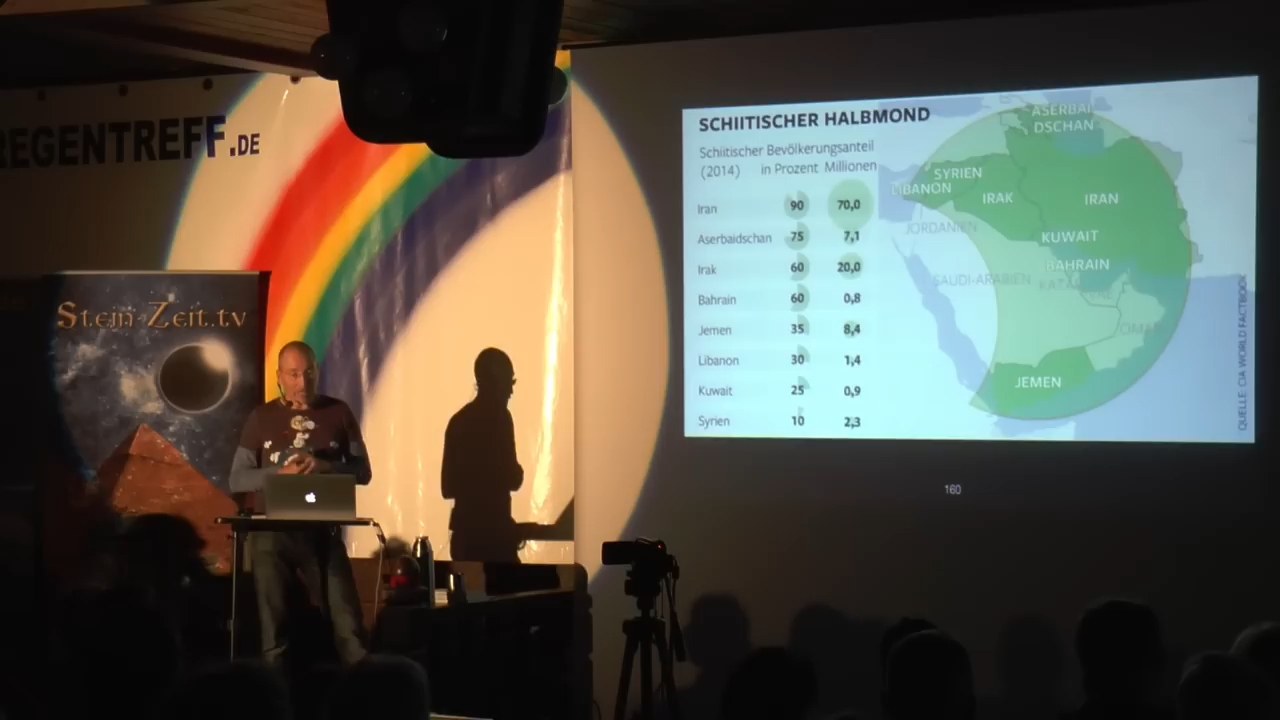 REGENTREFF.DE
Stein-Zeit.tv
SCHIITISCHER HALBMOND
Schiitischer Bevölkerungsanteil
(2014) in Prozent Millionen
Iran 90 70,0
Aserbaidschan 75 7,1
Irak 60 20,0
Bahrain 60 0,8
Jemen 35 8,4
Libanon 30 1,4
Kuwait 25 0,9
Syrien 10 2,3
ASERBAI
DSCHAN
SYRIEN
LIBANON
IRAK
IRAN
JORDANIEN
KUWAIT
BAHRAIN
SAUDI-ARABIEN
KATAR
OMAN
JEMEN
QUELLE: CIA WORLD FACTBOOK
160